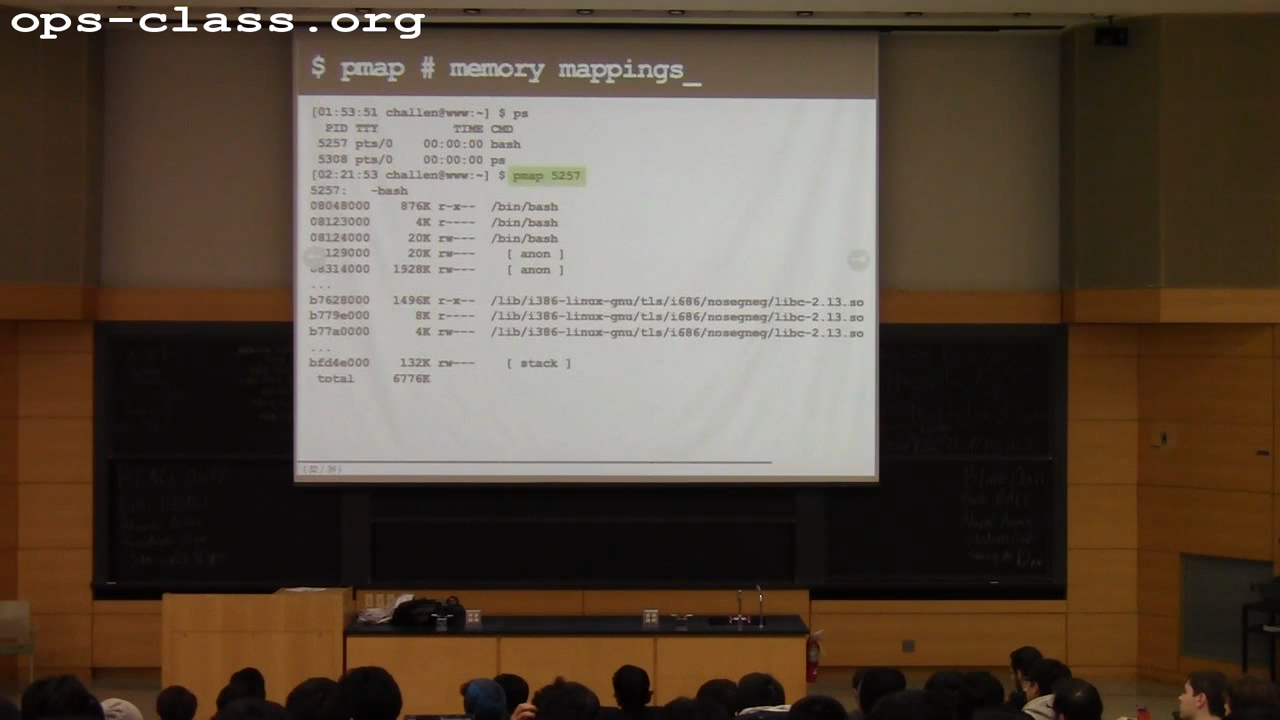 ops-class.org
$ pmap # memory mappings_
[01:53:51 challen@www:~] $ ps
PID TTY TIME CMD
5257 pts/0 00:00:00 bash
5308 pts/0 00:00:00 ps
[02:21:53 challen@www:~] $ pmap 5257
5257: -bash
08048000 876K r-x-- /bin/bash
08123000 4K r---- /bin/bash
08124000 20K rw--- /bin/bash
129000 20K rw--- [ anon ]
08314000 1928K rw--- [ anon ]
...
b7628000 1496K r-x-- /lib/i386-linux-gnu/tls/i686/nosegneg/libc-2.13.so
b779e000 8K r---- /lib/i386-linux-gnu/tls/i686/nosegneg/libc-2.13.so
b77a0000 4K rw--- /lib/i386-linux-gnu/tls/i686/nosegneg/libc-2.13.so
...
bfd4e000 132K rw--- [ stack ]
total 6776K
(32 / 39)